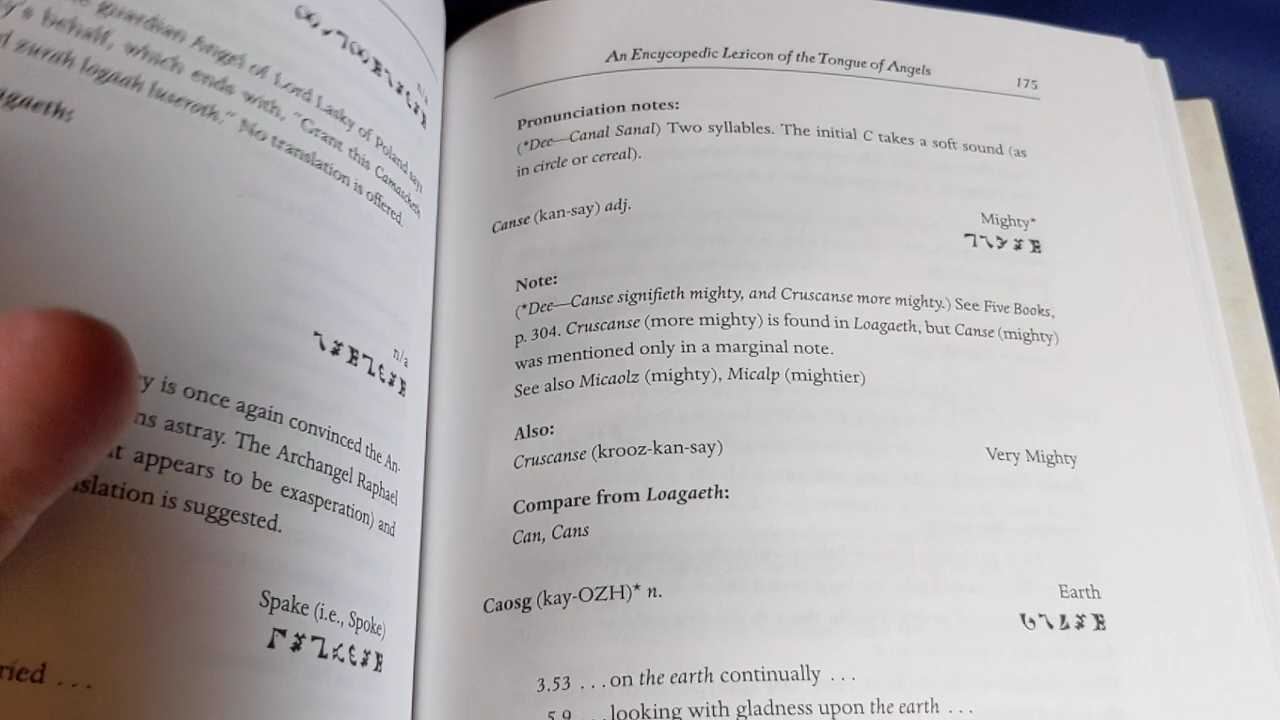 guardian Angel of Lord Lasky of Poland says
behalf, which ends with, "Grant this Camascheth
zurah logaah luseroth." No translation is offered.
n/a
n/a
is once again convinced the An-
astray. The Archangel Raphael
appears to be exasperation) and
is suggested.
Spake (i.e., Spoke)
An Encycopedic Lexicon of the Tongue of Angels 175
Pronunciation notes:
(*Dee—Canal Sanal) Two syllables. The initial C takes a soft sound (as
in circle or cereal).
Canse (kan-say) adj. Mighty*
Note:
(*Dee—Canse signifieth mighty, and Cruscanse more mighty.) See Five Books,
p. 304. Cruscanse (more mighty) is found in Loagaeth, but Canse (mighty)
was mentioned only in a marginal note.
See also Micaolz (mighty), Micalp (mightier)
Also:
Cruscanse (krooz-kan-say) Very Mighty
Compare from Loagaeth:
Can, Cans
Caosg (kay-OZH)* n. Earth
3.53 ... on the earth continually ...
5.9 ... looking with gladness upon the earth ...